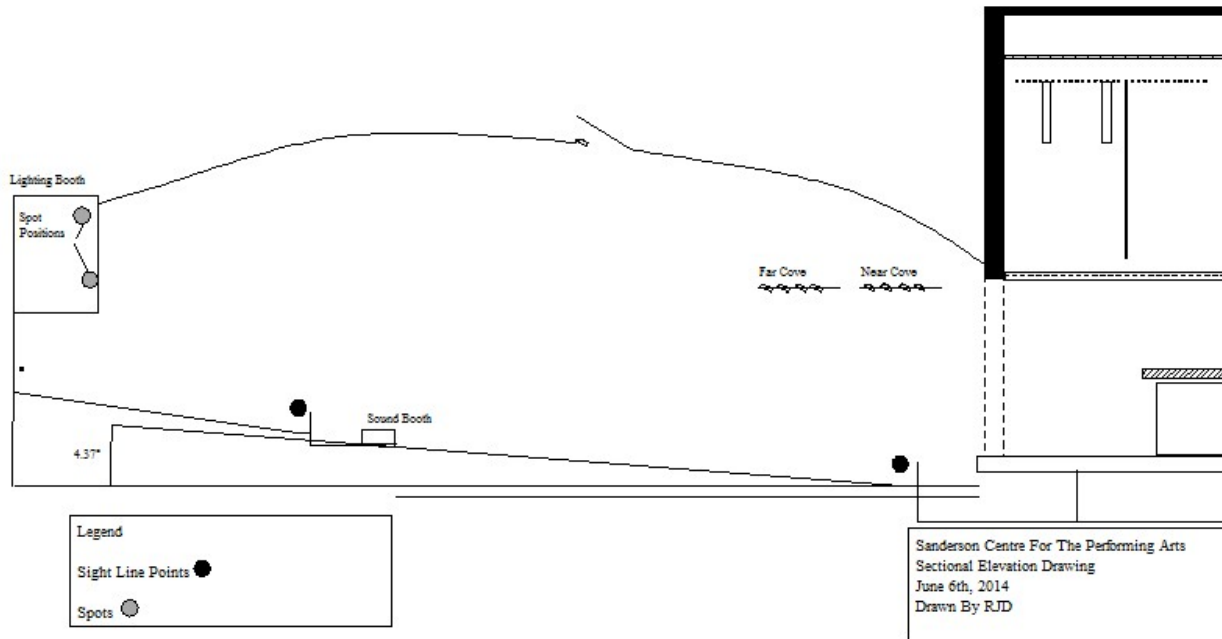 Lighting Booth
Spot
Positions
Far Cove
Near Cove
Sound Booth
4.37°
Legend
Sight Line Points
Spots
Sanderson Centre For The Performing Arts
Sectional Elevation Drawing
June 6th, 2014
Drawn By RJD